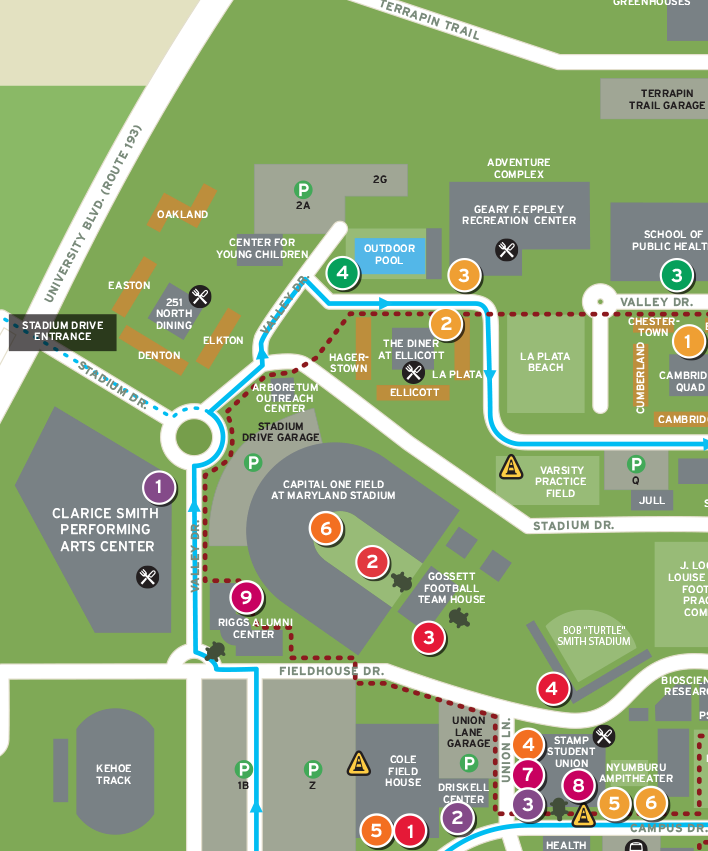 GREENHOUSES
TERRAPIN TRAIL
TERRAPIN
TRAIL GARAGE
UNIVERSITY BLVD. (ROUTE 193)
ADVENTURE
COMPLEX
P
2A
2G
OAKLAND
GEARY F. EPPLEY
RECREATION CENTER
SCHOOL OF
PUBLIC HEALT
CENTER FOR
YOUNG CHILDREN
OUTDOOR
POOL
4
3
3
EASTON
251
NORTH
DINING
VALLEY DR.
VALLEY DR.
STADIUM DRIVE
ENTRANCE
ELKTON
DENTON
2
THE DINER
AT ELLICOTT
HAGER-
STOWN
LA PLATA
ELLICOTT
LA PLATA
BEACH
CHESTER-
TOWN
1
CUMBERLAND
CAMBRID
QUAD
CAMBRIDG
STADIUM DR.
ARBORETUM
OUTREACH
CENTER
STADIUM
DRIVE GARAGE
P
VARSITY
PRACTICE
FIELD
P
Q
JULL
S
CAPITAL ONE FIELD
AT MARYLAND STADIUM
1
CLARICE SMITH
PERFORMING
ARTS CENTER
6
STADIUM DR.
VALLEY DR.
2
GOSSETT
FOOTBALL
TEAM HOUSE
J. LO
LOUISE
FOOT
PRAC
COM
9
RIGGS ALUMNI
CENTER
3
BOB "TURTLE"
SMITH STADIUM
FIELDHOUSE DR.
4
BIOSCIEN
RESEAR
PS
UNION
LANE
GARAGE
P
UNION LN.
4
STAMP
STUDENT
UNION
KEHOE
TRACK
P
1B
P
Z
COLE
FIELD
HOUSE
7
8
NYUMBURU
AMPITHEATER
DRISKELL
CENTER
3
5
6
2
5
1
CAMPUS DR.
HEALTH